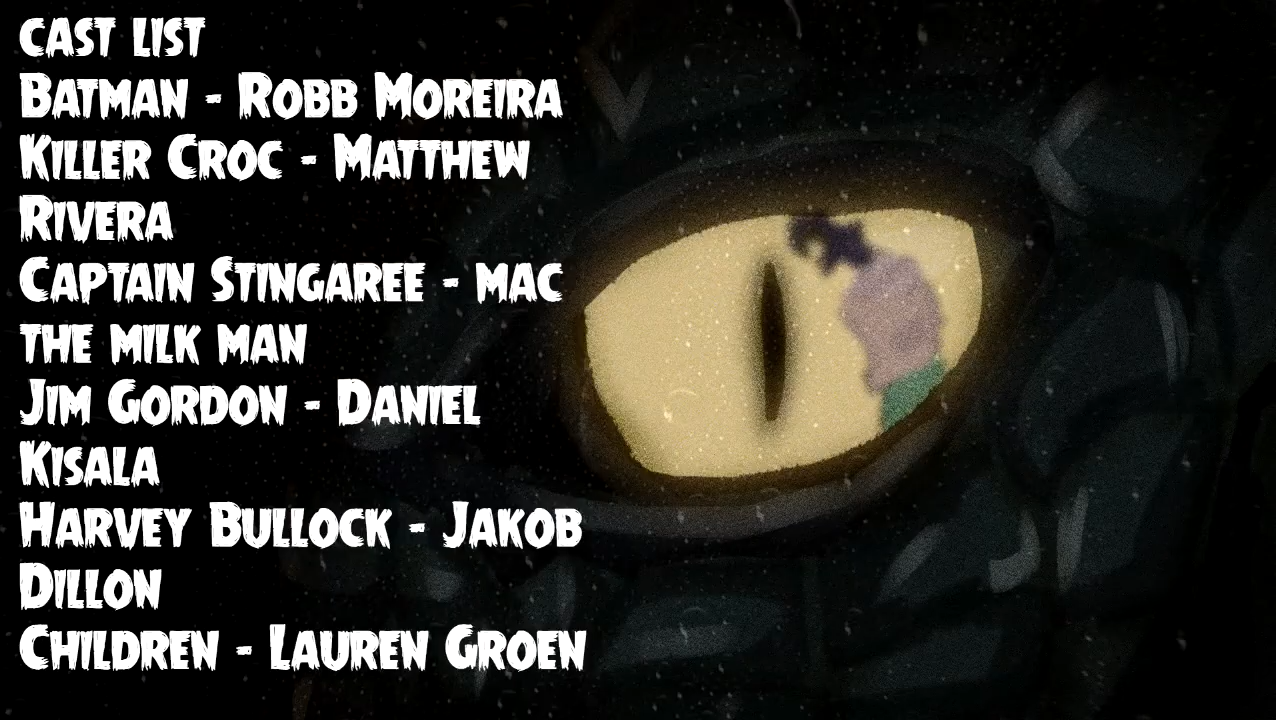 CAST LIST
BATMAN - ROBB MOREIRA
KILLER CROC - MATTHEW
RIVERA
CAPTAIN STINGAREE - MAC
THE MILK MAN
JIM GORDON - DANIEL
KISALA
HARVEY BULLOCK - JAKOB
DILLON
CHILDREN - LAUREN GROEN